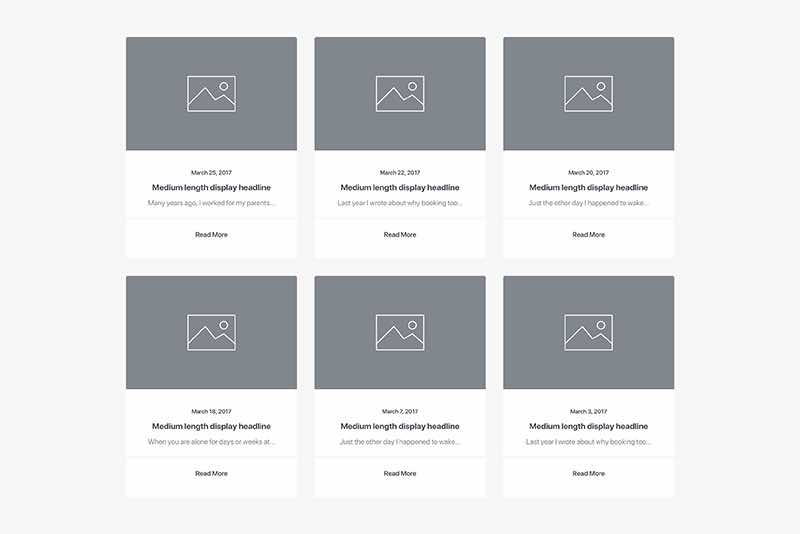 March 25, 2017
Medium length display headline
Many years ago, I worked for my parents...
Read More
March 22, 2017
Medium length display headline
Last year I wrote about why booking too...
Read More
March 20, 2017
Medium length display headline
Just the other day I happened to wake...
Read More
March 18, 2017
Medium length display headline
When you are alone for days or weeks at...
Read More
March 7, 2017
Medium length display headline
Just the other day I happened to wake...
Read More
March 3, 2017
Medium length display headline
Last year I wrote about why booking too...
Read More